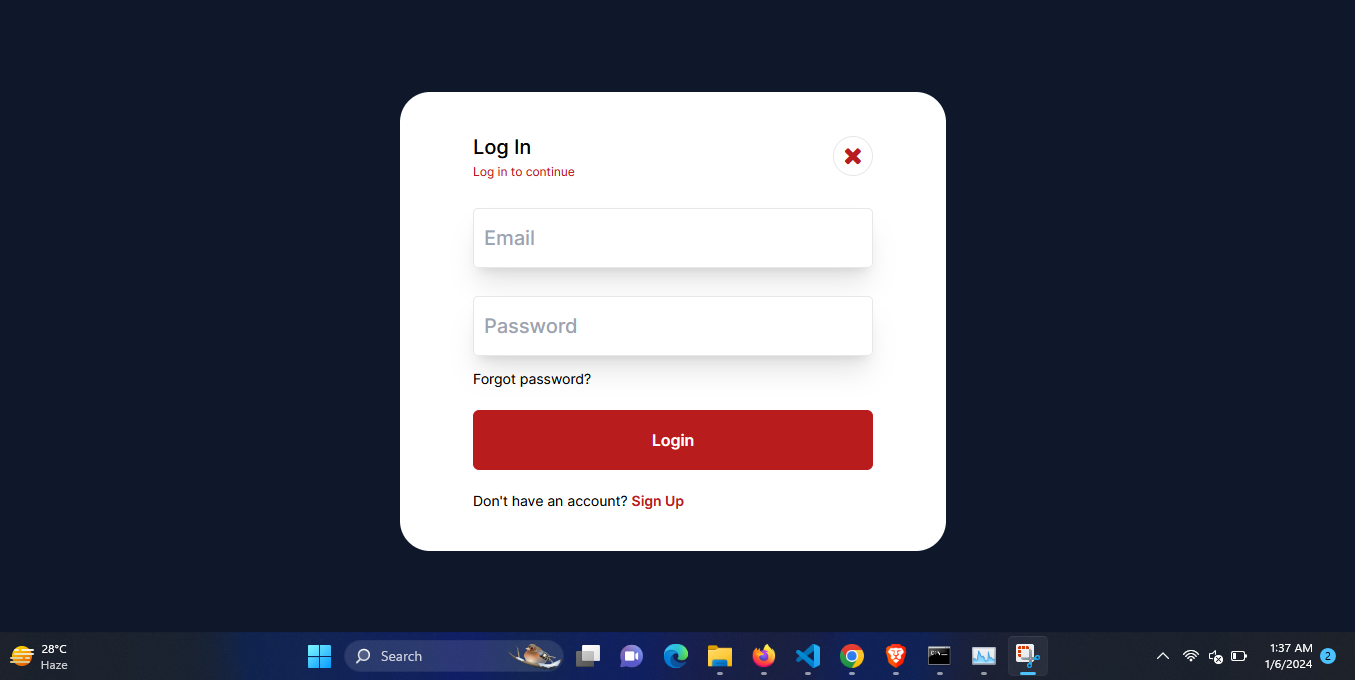 Log In
Log in to continue
Email
Password
Forgot password?
Login
Don't have an account? Sign Up
28°C
Haze
Search
1:37 AM
1/6/2024
2